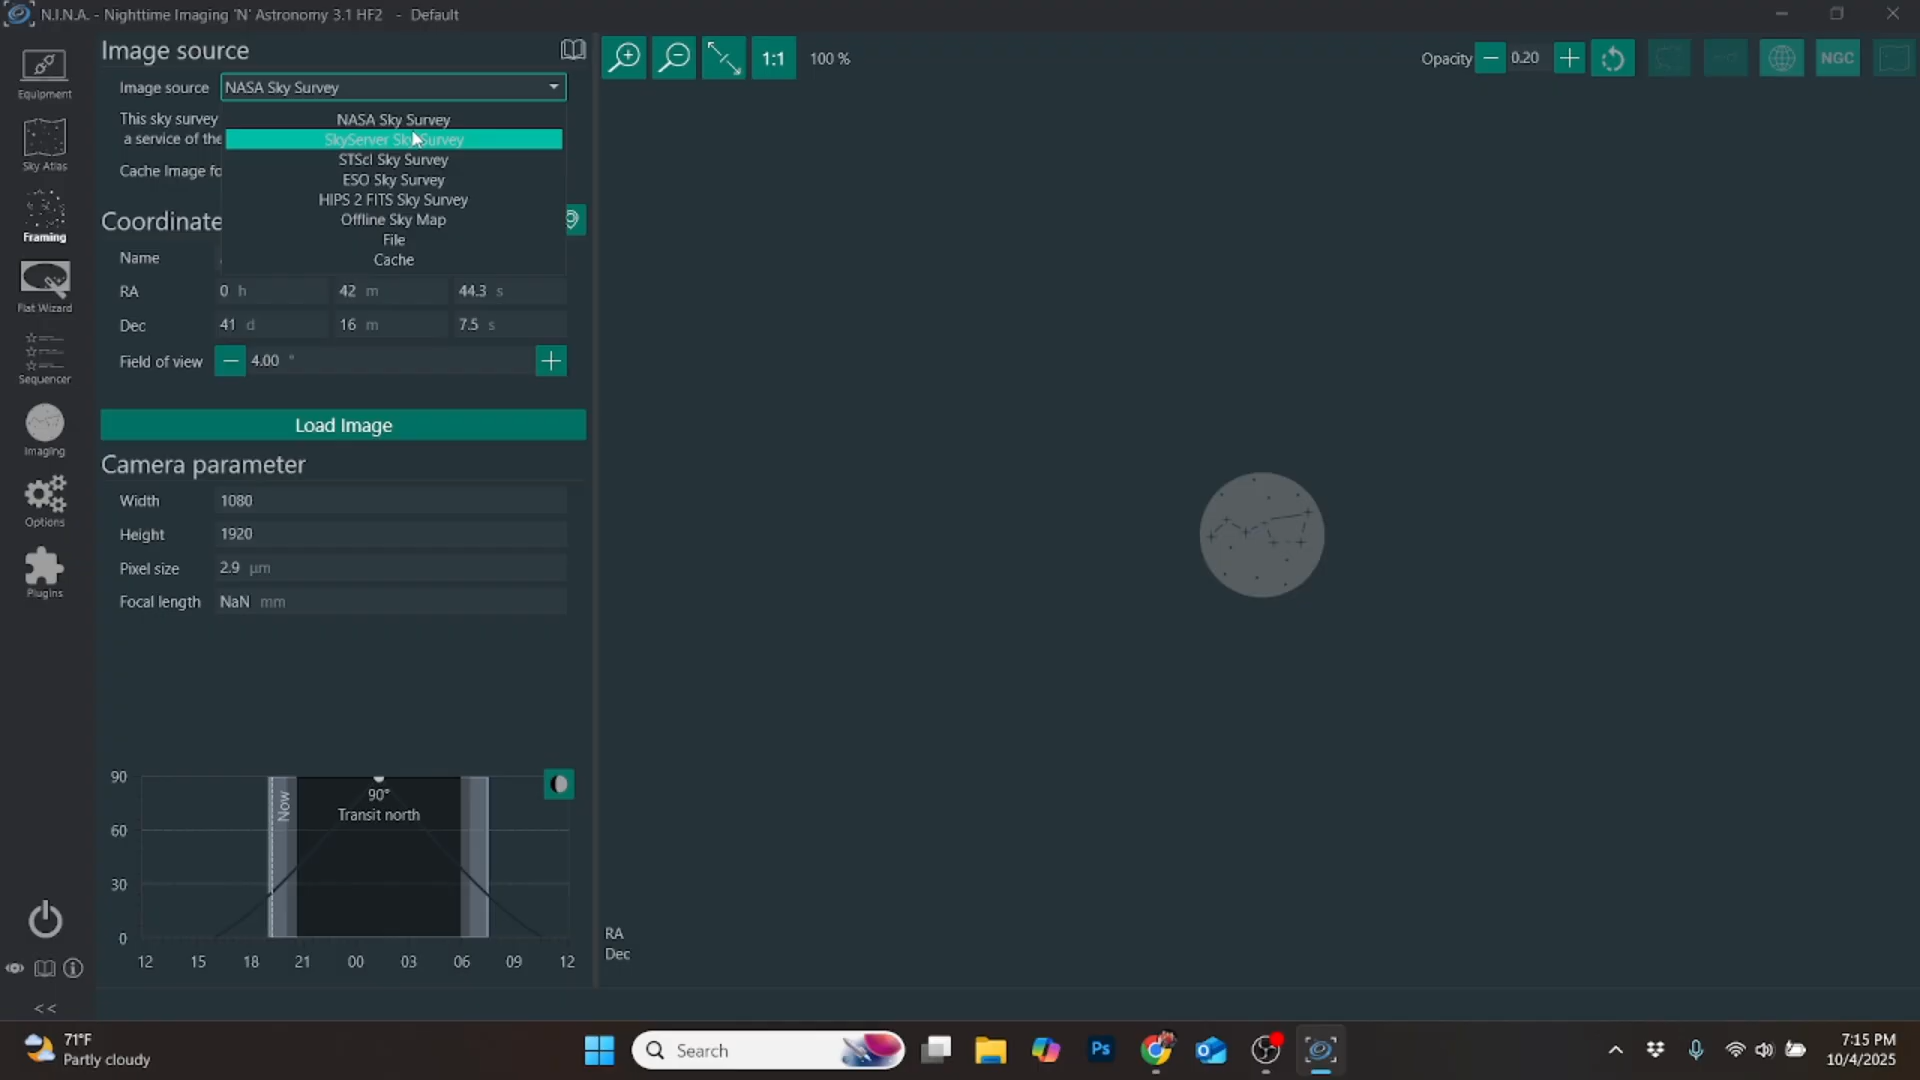 N.I.N.A. - Nighttime Imaging 'N' Astronomy 3.1 HF2 - Default
Equipment
Sky Atlas
Framing
Flat Wizard
Sequencer
Imaging
Options
Plugins
<<
Image source
Image source NASA Sky Survey
This sky survey
a service of the
Cache Image fo
NASA Sky Survey
SkyServer Sky Survey
STScI Sky Survey
ESO Sky Survey
HIPS 2 FITS Sky Survey
Offline Sky Map
File
Cache
Coordinate
Name
RA 0 h 42 m 44.3 s
Dec 41 d 16 m 7.5 s
Field of view 4.00 °
Load Image
Camera parameter
Width 1080
Height 1920
Pixel size 2.9 µm
Focal length NaN mm
90
60
30
0
Now
90°
Transit north
12 15 18 21 00 03 06 09 12
1:1 100 %
Opacity 0.20
NGC
RA
Dec
71°F
Partly cloudy
Search
Ps
7:15 PM
10/4/2025